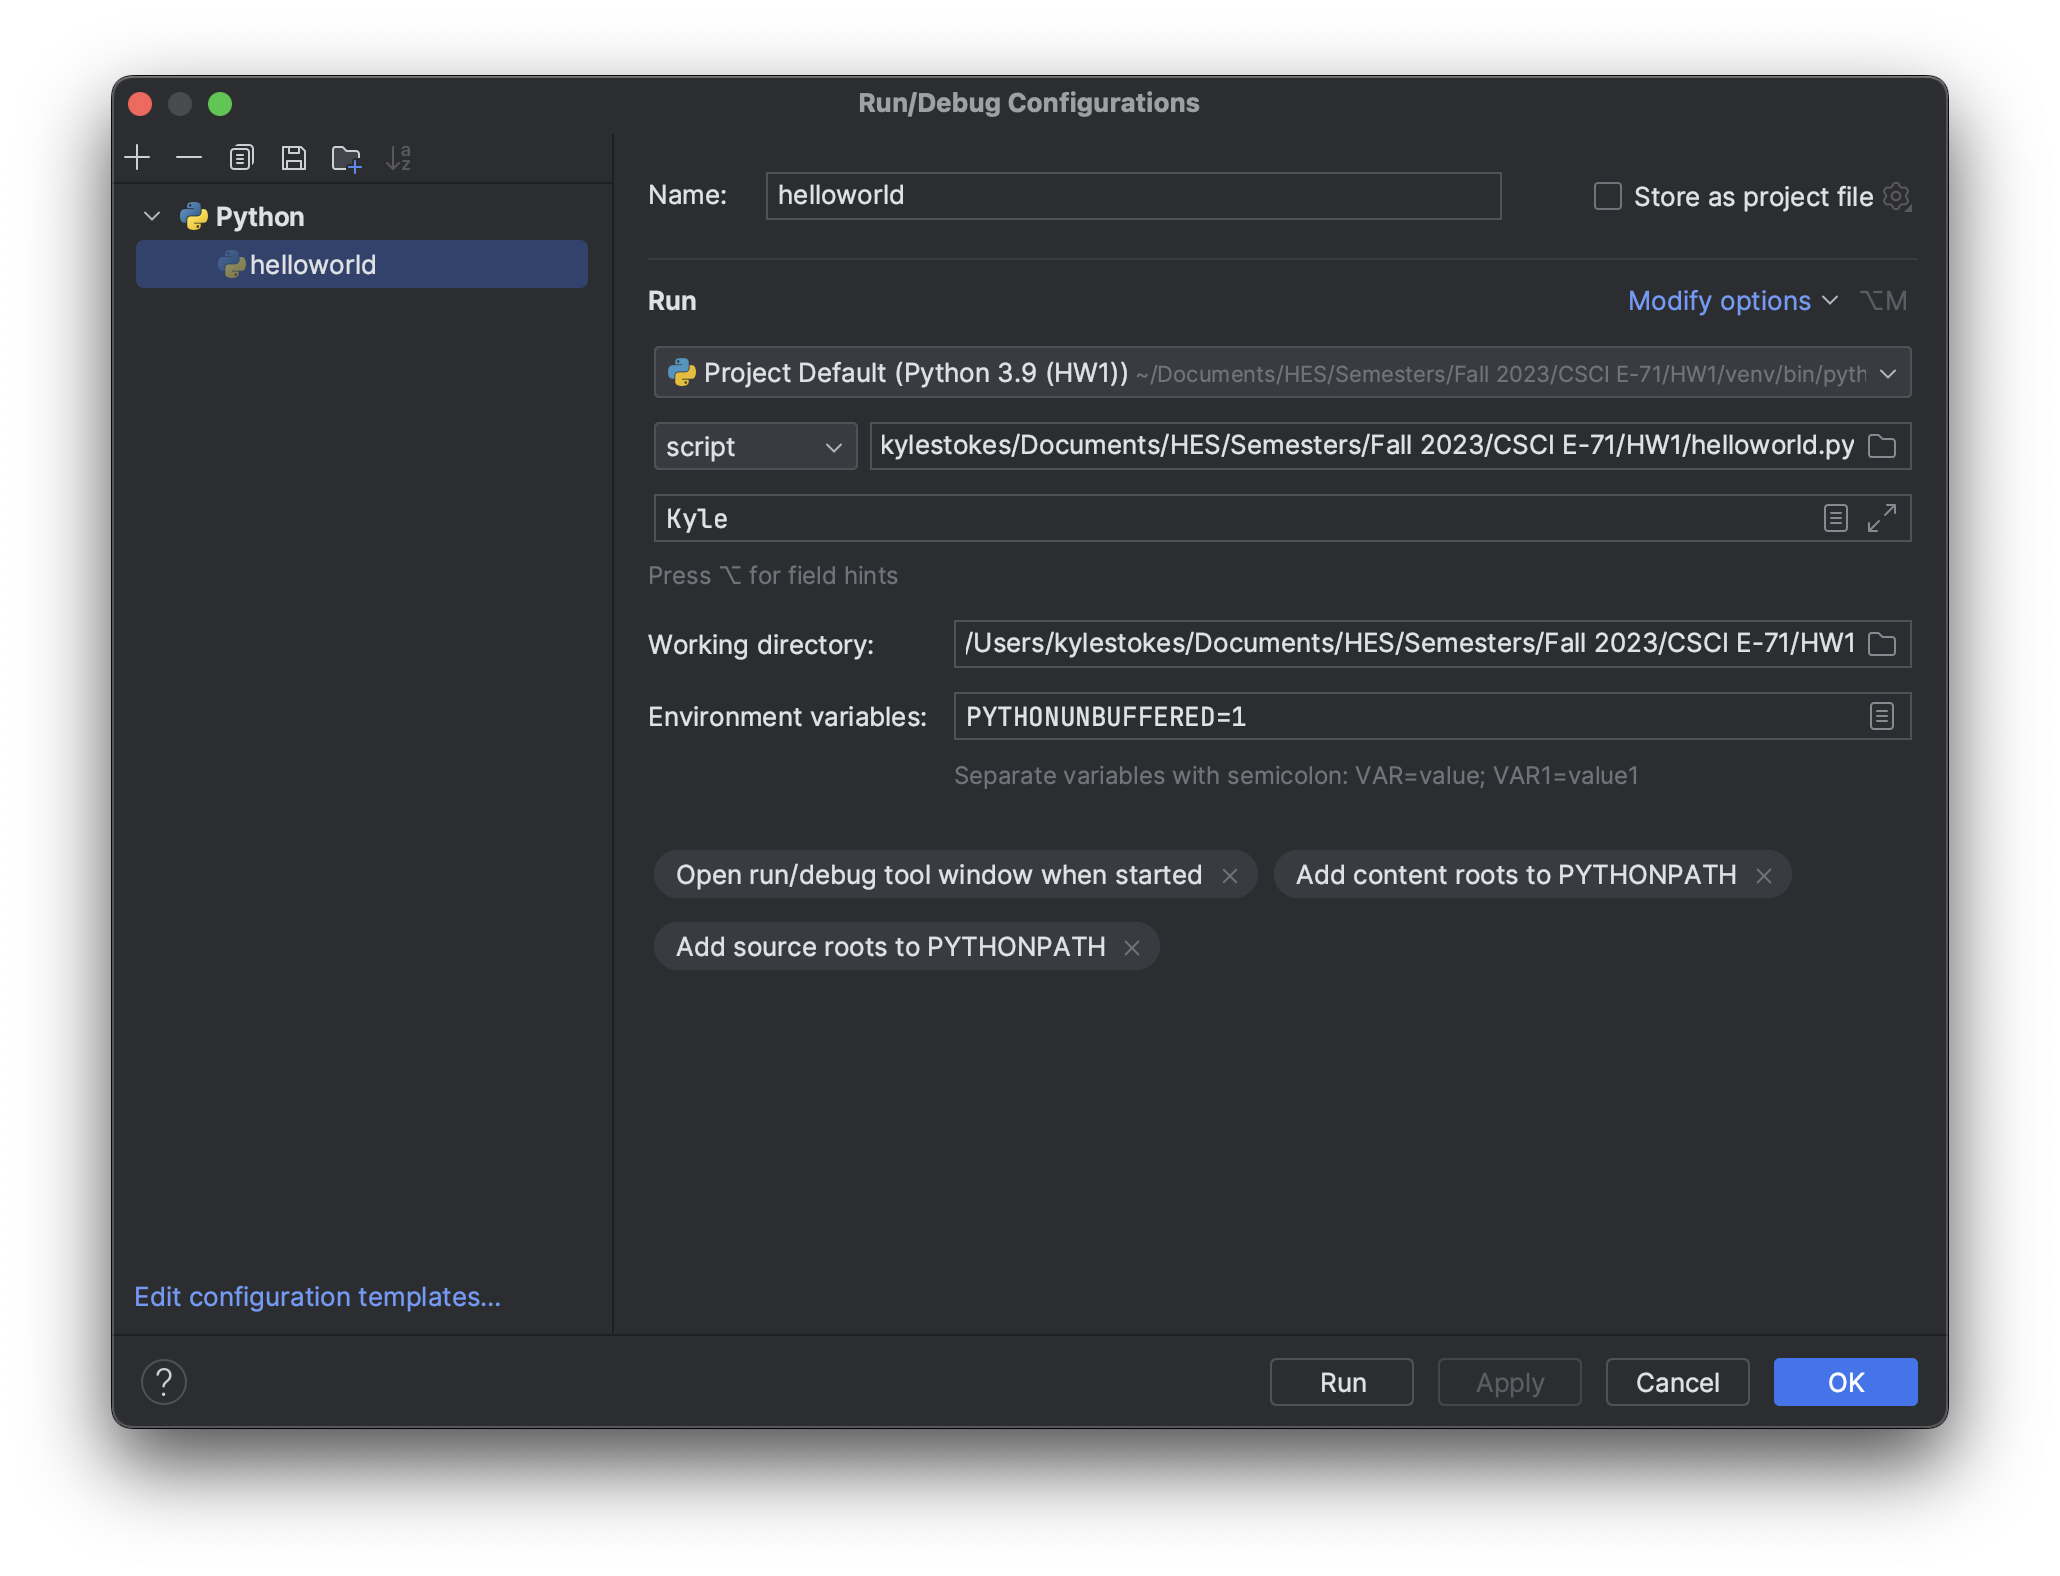 Run/Debug Configurations
Python
helloworld
Edit configuration templates...
Name: helloworld
Store as project file
Run
Modify options ⌥M
Project Default (Python 3.9 (HW1)) ~/Documents/HES/Semesters/Fall 2023/CSCI E-71/HW1/venv/bin/pyth
script kylestokes/Documents/HES/Semesters/Fall 2023/CSCI E-71/HW1/helloworld.py
Kyle
Press ⌥ for field hints
Working directory: /Users/kylestokes/Documents/HES/Semesters/Fall 2023/CSCI E-71/HW1
Environment variables: PYTHONUNBUFFERED=1
Separate variables with semicolon: VAR=value; VAR1=value1
Open run/debug tool window when started × Add content roots to PYTHONPATH ×
Add source roots to PYTHONPATH ×
? Run Apply Cancel OK